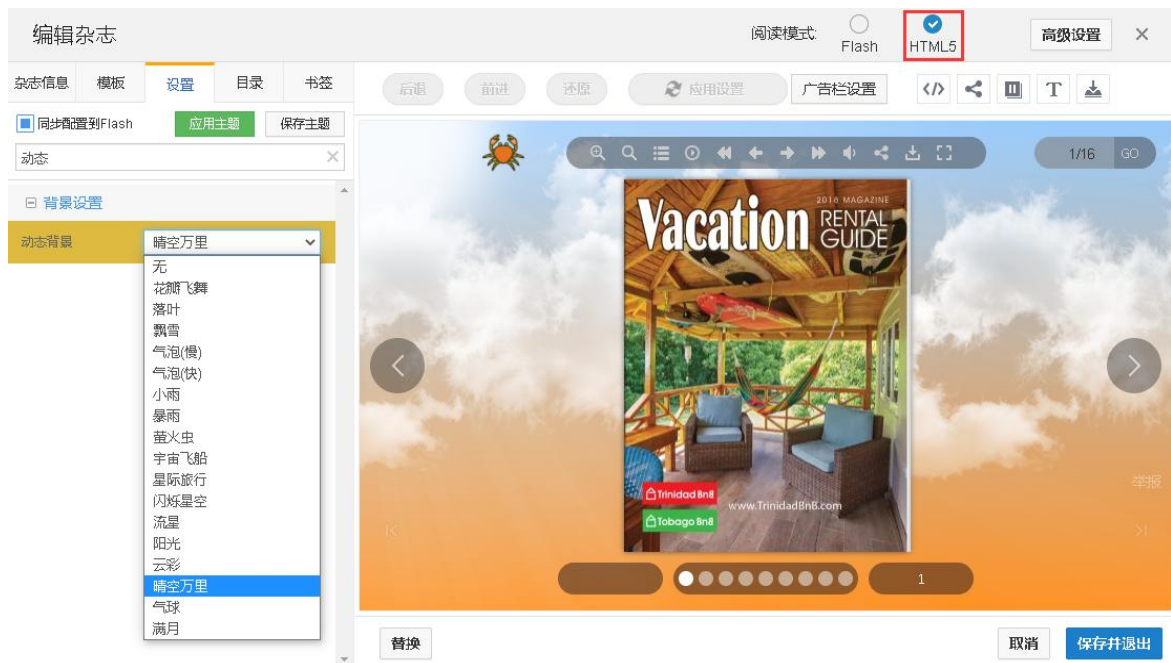 编辑杂志
阅读模式:
Flash
HTML5
高级设置
杂志信息 模板 设置 目录 书签
后退 前进 还原 应用设置 广告栏设置
同步配置到Flash 应用主题 保存主题
动态
背景设置
动态背景 晴空万里
无
花瓣飞舞
落叶
飘雪
气泡(慢)
气泡(快)
小雨
暴雨
萤火虫
宇宙飞船
星际旅行
闪烁星空
流星
阳光
云彩
晴空万里
气球
满月
1/16 GO
2016 MAGAZINE
Vacation RENTAL
GUIDE
举报
Trinidad BnB
www.TrinidadBnB.com
Tobago BnB
1
替换
取消 保存并退出